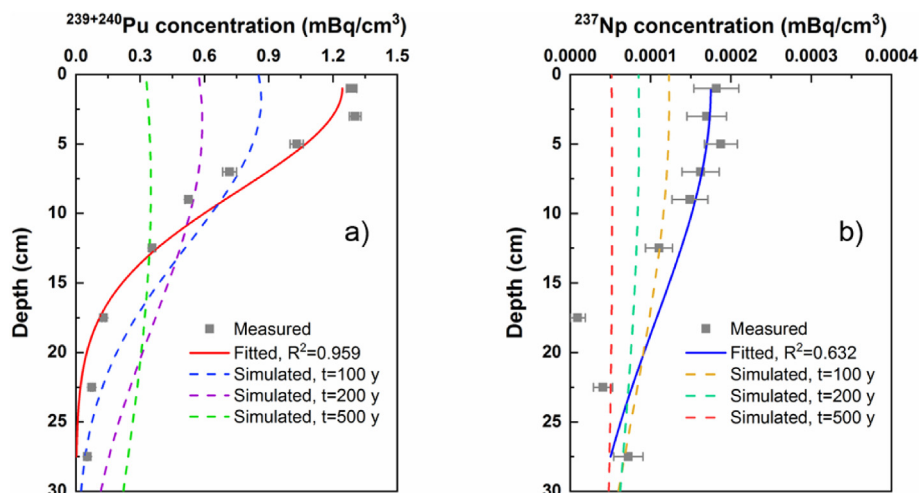 ²³⁹⁺²⁴⁰Pu concentration (mBq/cm³)
0.0 0.3 0.6 0.9 1.2 1.5
0
5
10
15
20
25
30
Depth (cm)
a)
Measured
Fitted, R²=0.959
Simulated, t=100 y
Simulated, t=200 y
Simulated, t=500 y
²³⁷Np concentration (mBq/cm³)
0.0000 0.0001 0.0002 0.0003 0.0004
0
5
10
15
20
25
30
Depth (cm)
b)
Measured
Fitted, R²=0.632
Simulated, t=100 y
Simulated, t=200 y
Simulated, t=500 y